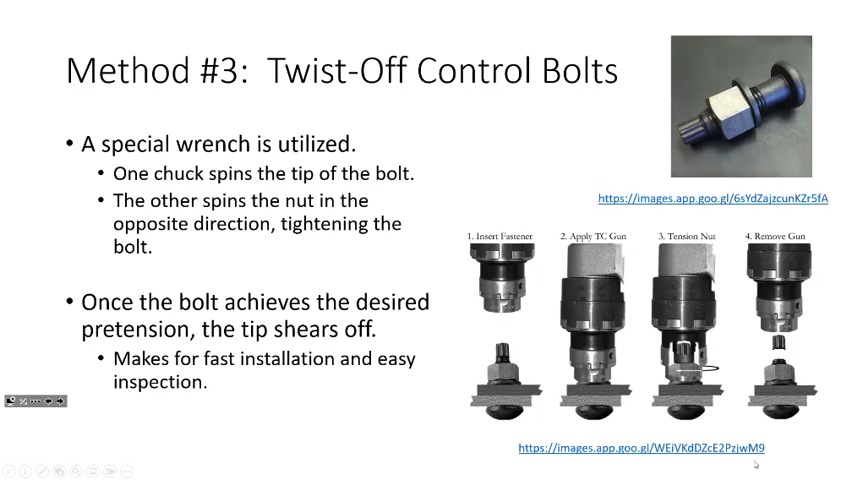 Method #3:  Twist-Off Control Bolts
• A special wrench is utilized.
• One chuck spins the tip of the bolt.
• The other spins the nut in the
opposite direction, tightening the
bolt.
• Once the bolt achieves the desired
pretension, the tip shears off.
• Makes for fast installation and easy
inspection.
https://images.app.goo.gl/6sYdZajzcunKZr5fA
1. Insert Fastener
2. Apply TC Gun
3. Tension Nut
4. Remove Gun
https://images.app.goo.gl/WEiVKdDZcE2PzjwM9